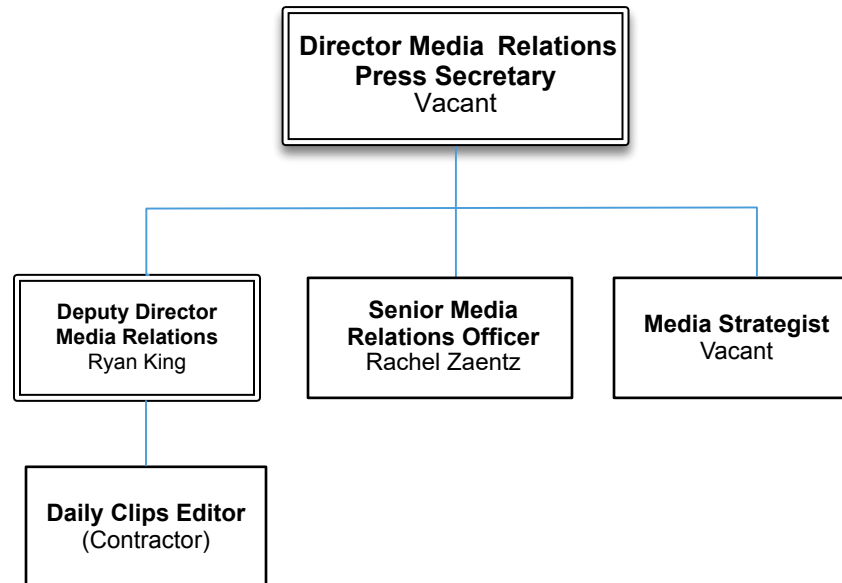 Director Media Relations
Press Secretary
Vacant
Deputy Director
Media Relations
Ryan King
Senior Media
Relations Officer
Rachel Zaentz
Media Strategist
Vacant
Daily Clips Editor
(Contractor)